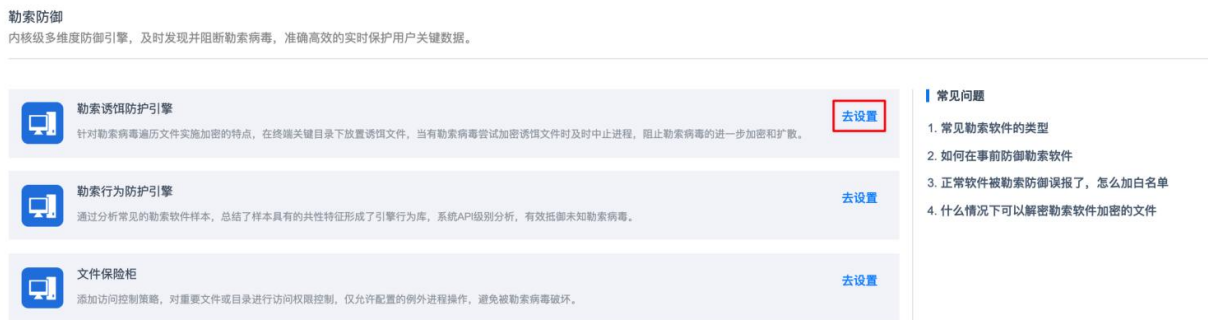 勒索防御
内核级多维度防御引擎，及时发现并阻断勒索病毒，准确高效的实时保护用户关键数据。
勒索诱饵防护引擎
针对勒索病毒遍历文件实施加密的特点，在终端关键目录下放置诱饵文件，当有勒索病毒尝试加密诱饵文件时及时中止进程，阻止勒索病毒的进一步加密和扩散。
去设置
勒索行为防护引擎
通过分析常见的勒索软件样本，总结了样本具有的共性特征形成了引擎行为库，系统API级别分析，有效抵御未知勒索病毒。
去设置
文件保险柜
添加访问控制策略，对重要文件或目录进行访问权限控制，仅允许配置的例外进程操作，避免被勒索病毒破坏。
去设置
常见问题
1. 常见勒索软件的类型
2. 如何在事前防御勒索软件
3. 正常软件被勒索防御误报了，怎么加白名单
4. 什么情况下可以解密勒索软件加密的文件